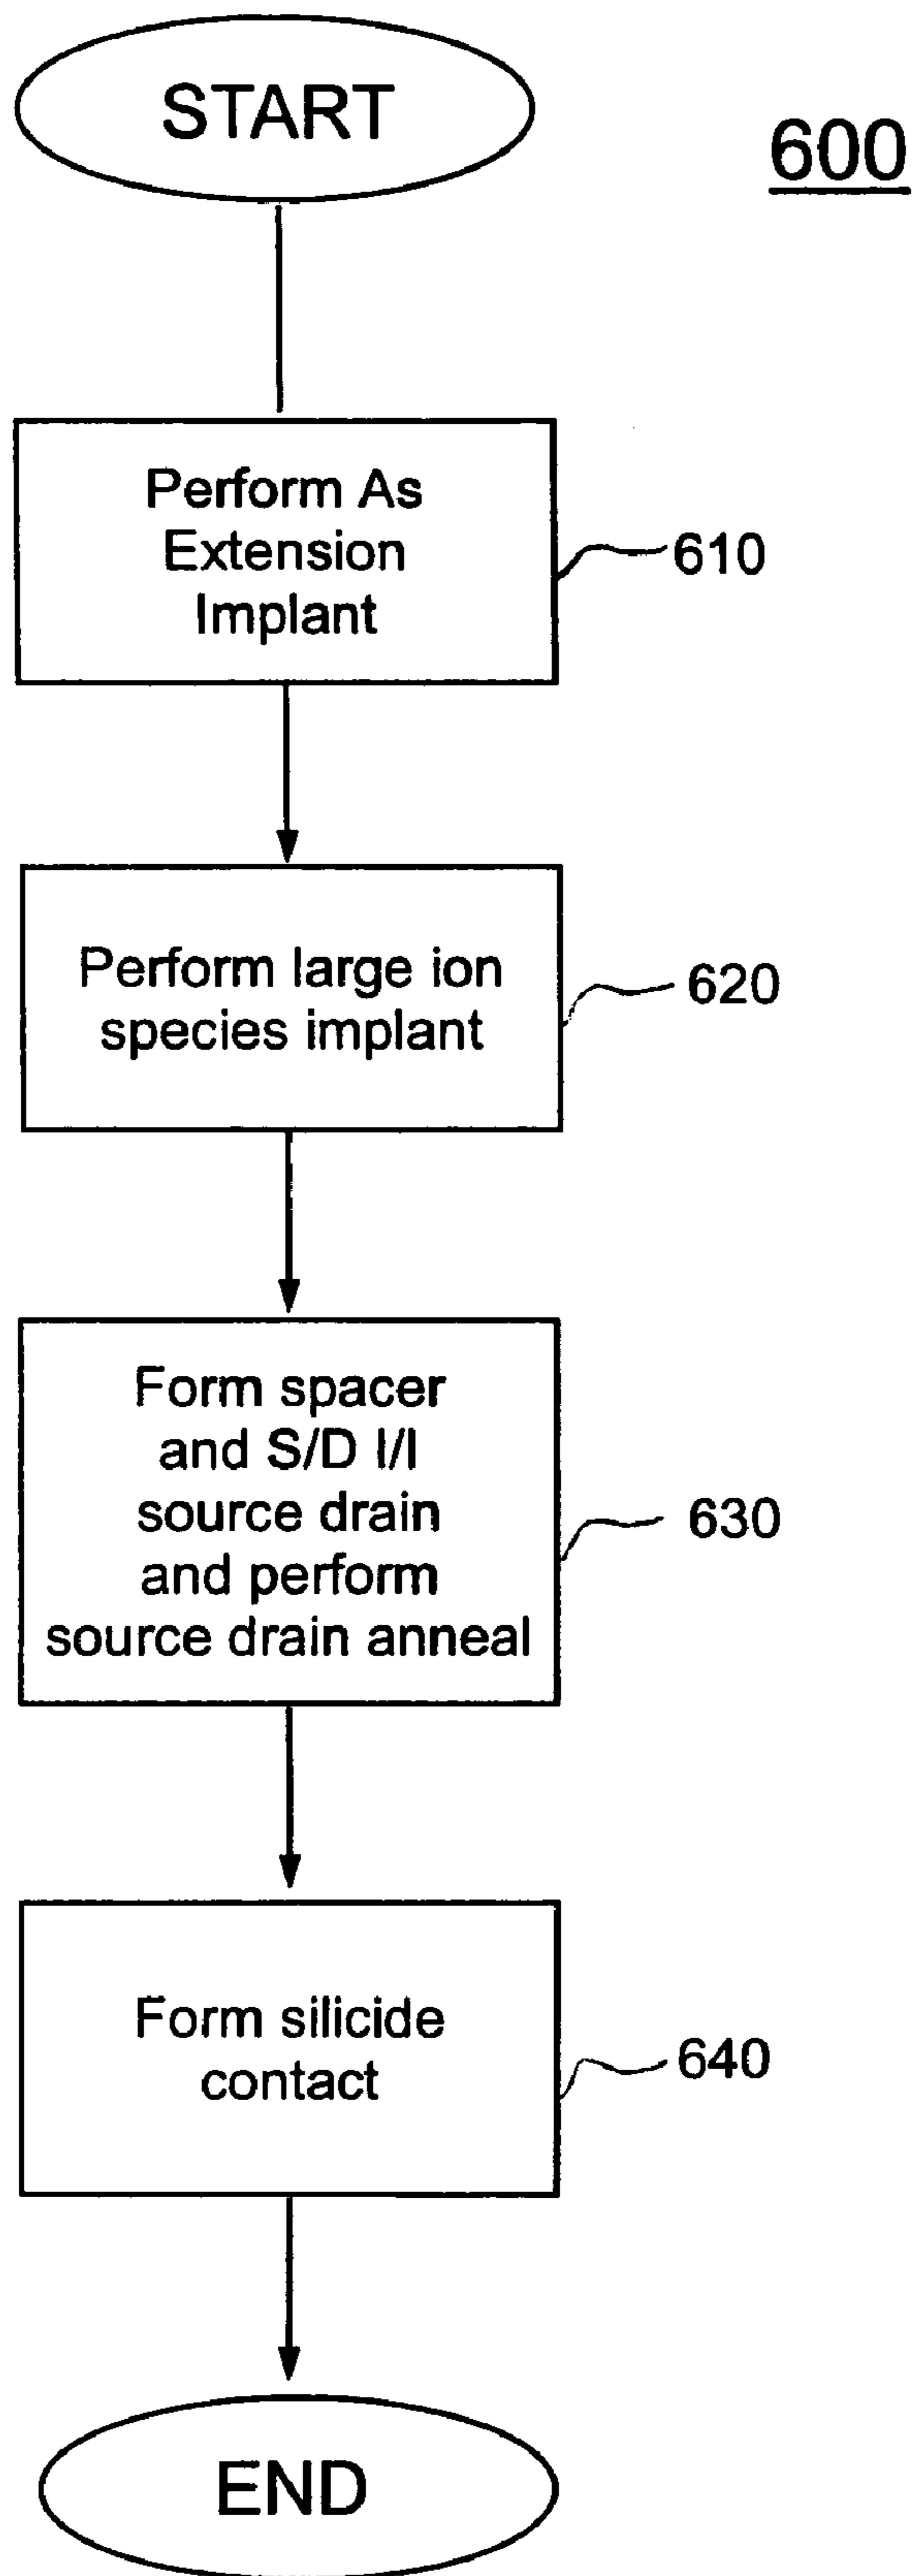 START
600
Perform As
Extension
Implant
610
Perform large ion
species implant
620
Form spacer
and S/D I/I
source drain
and perform
source drain anneal
630
Form silicide
contact
640
END